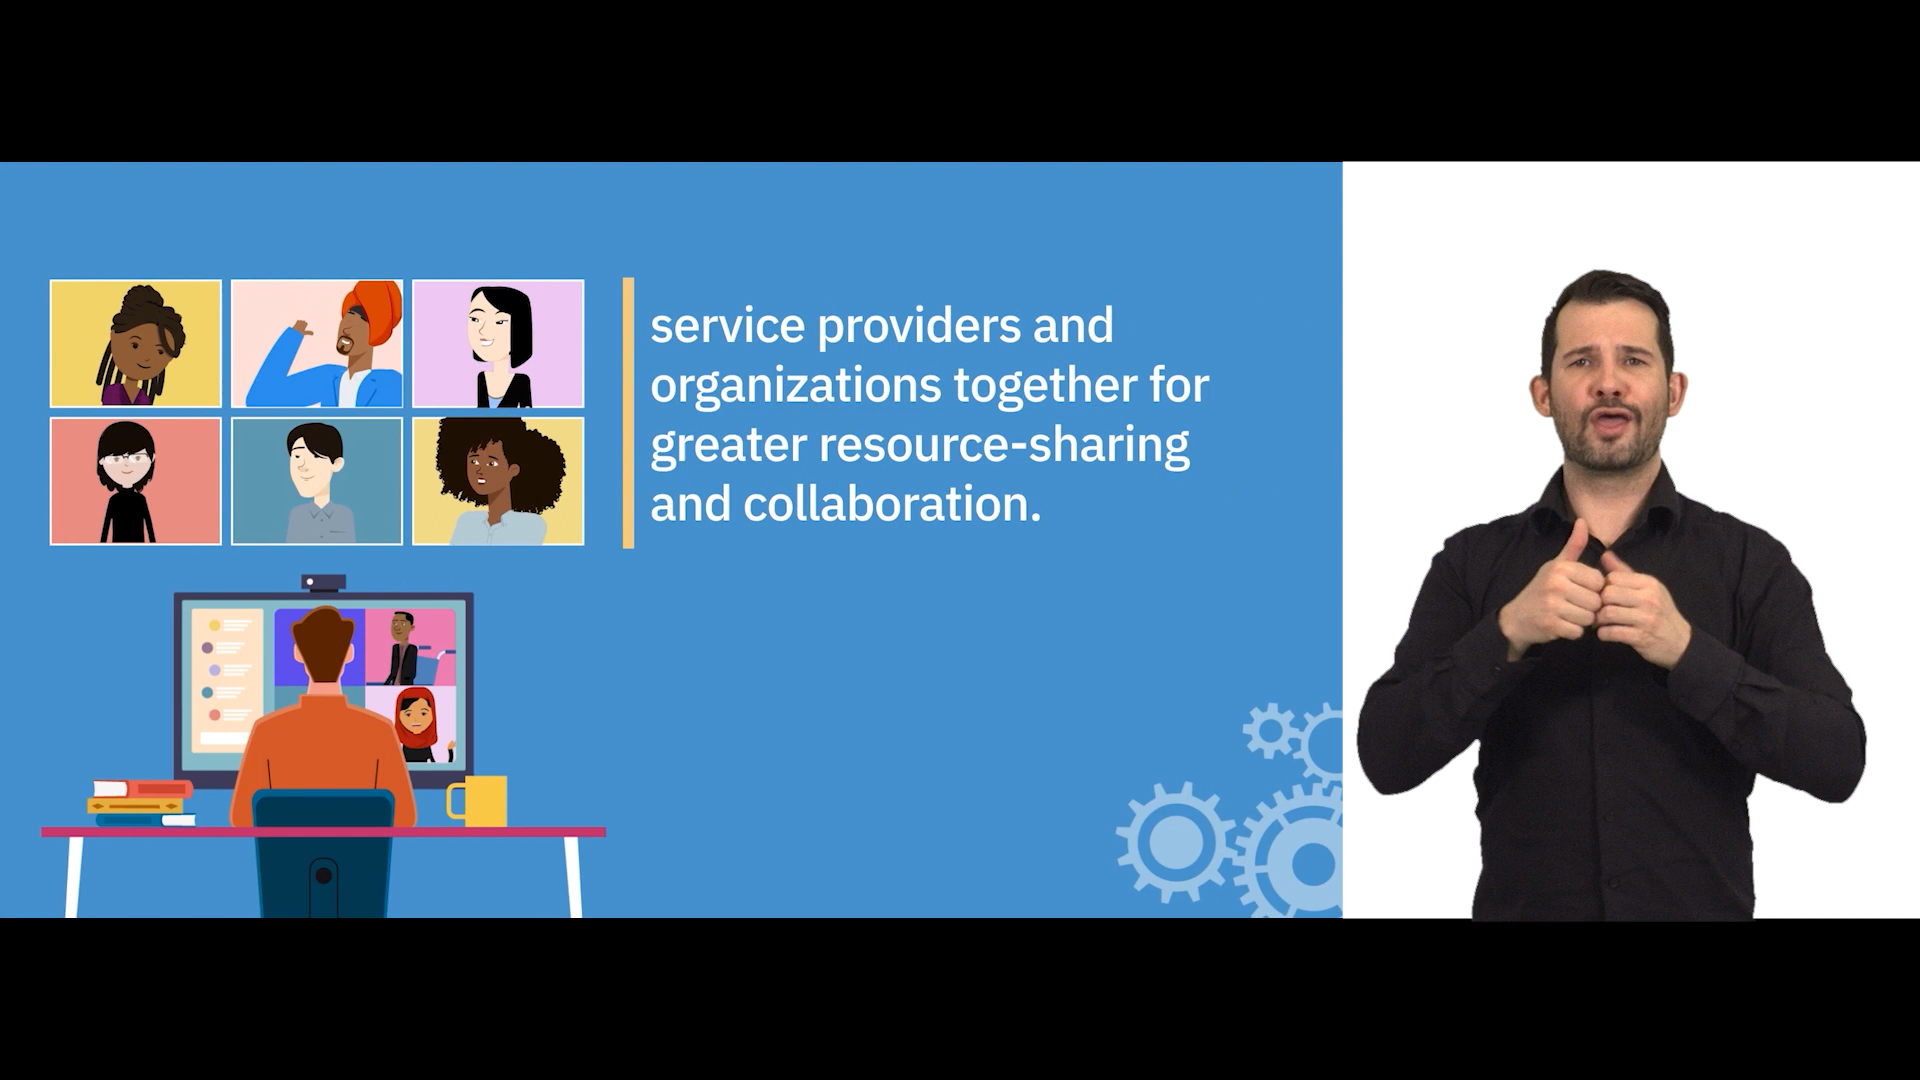 service providers and
organizations together for
greater resource-sharing
and collaboration.